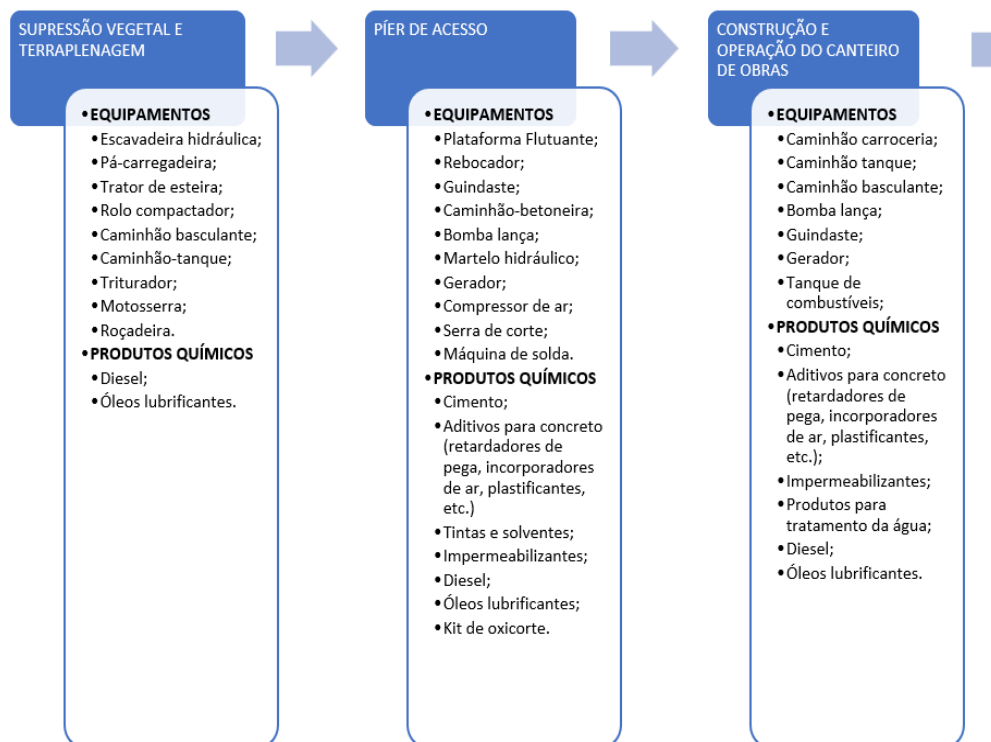 SUPRESSÃO VEGETAL E
TERRAPLENAGEM
•EQUIPAMENTOS
•Escavadeira hidráulica;
•Pá-carregadeira;
•Trator de esteira;
•Rolo compactador;
•Caminhão basculante;
•Caminhão-tanque;
•Triturador;
•Motosserra;
•Roçadeira.
•PRODUTOS QUÍMICOS
•Diesel;
•Óleos lubrificantes.
PÍER DE ACESSO
•EQUIPAMENTOS
•Plataforma Flutuante;
•Rebocador;
•Guindaste;
•Caminhão-betoneira;
•Bomba lança;
•Martelo hidráulico;
•Gerador;
•Compressor de ar;
•Serra de corte;
•Máquina de solda.
•PRODUTOS QUÍMICOS
•Cimento;
•Aditivos para concreto
(retardadores de
pega, incorporadores
de ar, plastificantes,
etc.)
•Tintas e solventes;
•Impermeabilizantes;
•Diesel;
•Óleos lubrificantes;
•Kit de oxicorte.
CONSTRUÇÃO E
OPERAÇÃO DO CANTEIRO
DE OBRAS
•EQUIPAMENTOS
•Caminhão carroceria;
•Caminhão tanque;
•Caminhão basculante;
•Bomba lança;
•Guindaste;
•Gerador;
•Tanque de
combustíveis;
•PRODUTOS QUÍMICOS
•Cimento;
•Aditivos para concreto
(retardadores de
pega, incorporadores
de ar, plastificantes,
etc.);
•Impermeabilizantes;
•Produtos para
tratamento da água;
•Diesel;
•Óleos lubrificantes.